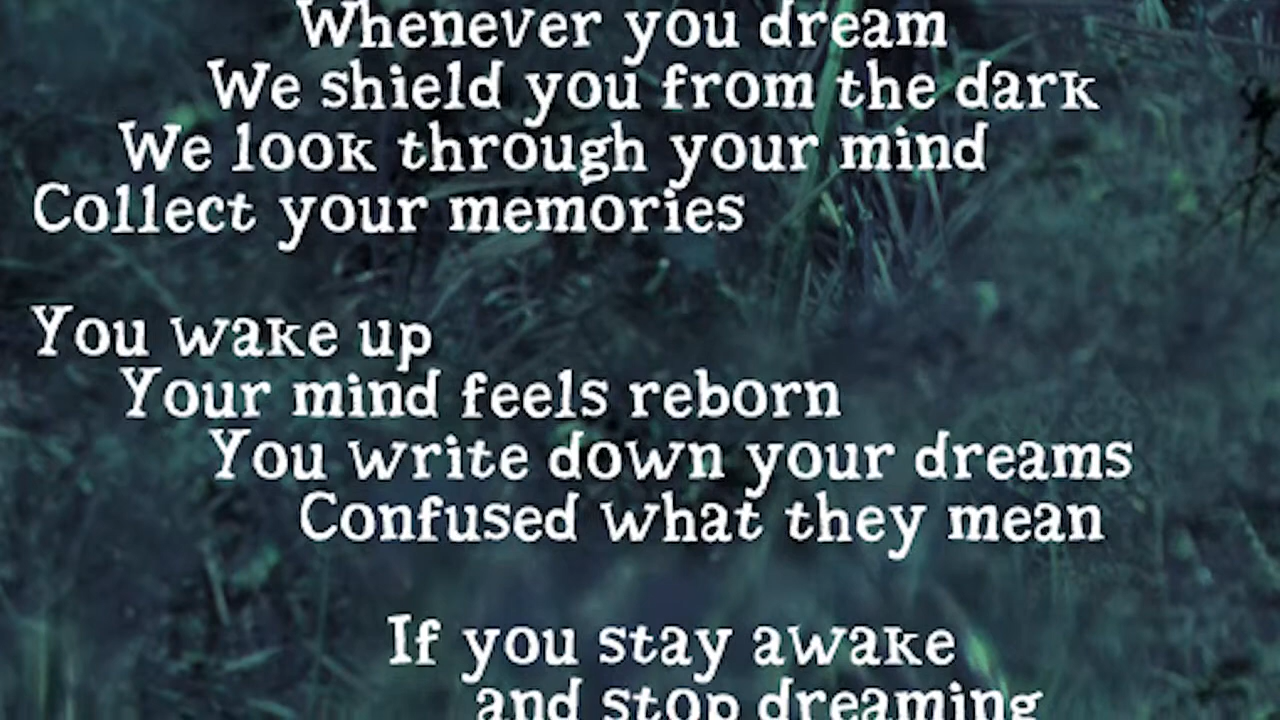 Whenever you dream
We shield you from the dark
We look through your mind
Collect your memories
You wake up
Your mind feels reborn
You write down your dreams
Confused what they mean
If you stay awake
and stop dreaming